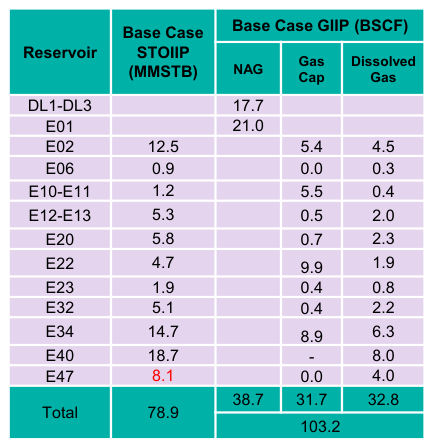 Reservoir Base Case STOIIP (MMSTB) Base Case GIIP (BSCF)
NAG Gas Cap Dissolved Gas
DL1-DL3 17.7
E01 21.0
E02 12.5 5.4 4.5
E06 0.9 0.0 0.3
E10-E11 1.2 5.5 0.4
E12-E13 5.3 0.5 2.0
E20 5.8 0.7 2.3
E22 4.7 9.9 1.9
E23 1.9 0.4 0.8
E32 5.1 0.4 2.2
E34 14.7 8.9 6.3
E40 18.7 - 8.0
E47 8.1 0.0 4.0
Total 78.9 38.7 31.7 32.8
103.2